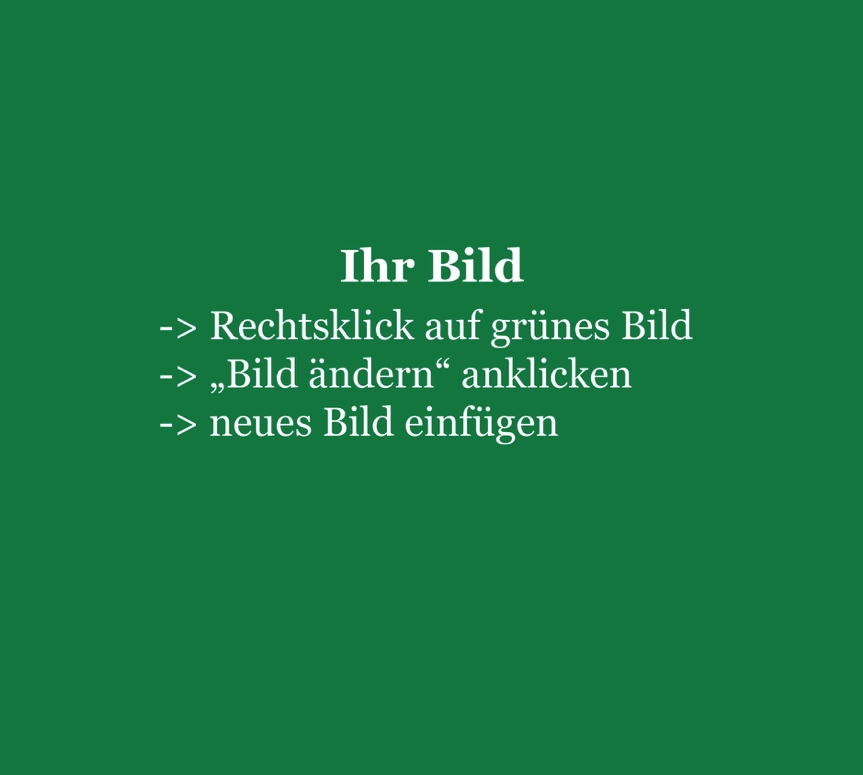 Ihr Bild
-> Rechtsklick auf grünes Bild
-> „Bild ändern“ anklicken
-> neues Bild einfügen